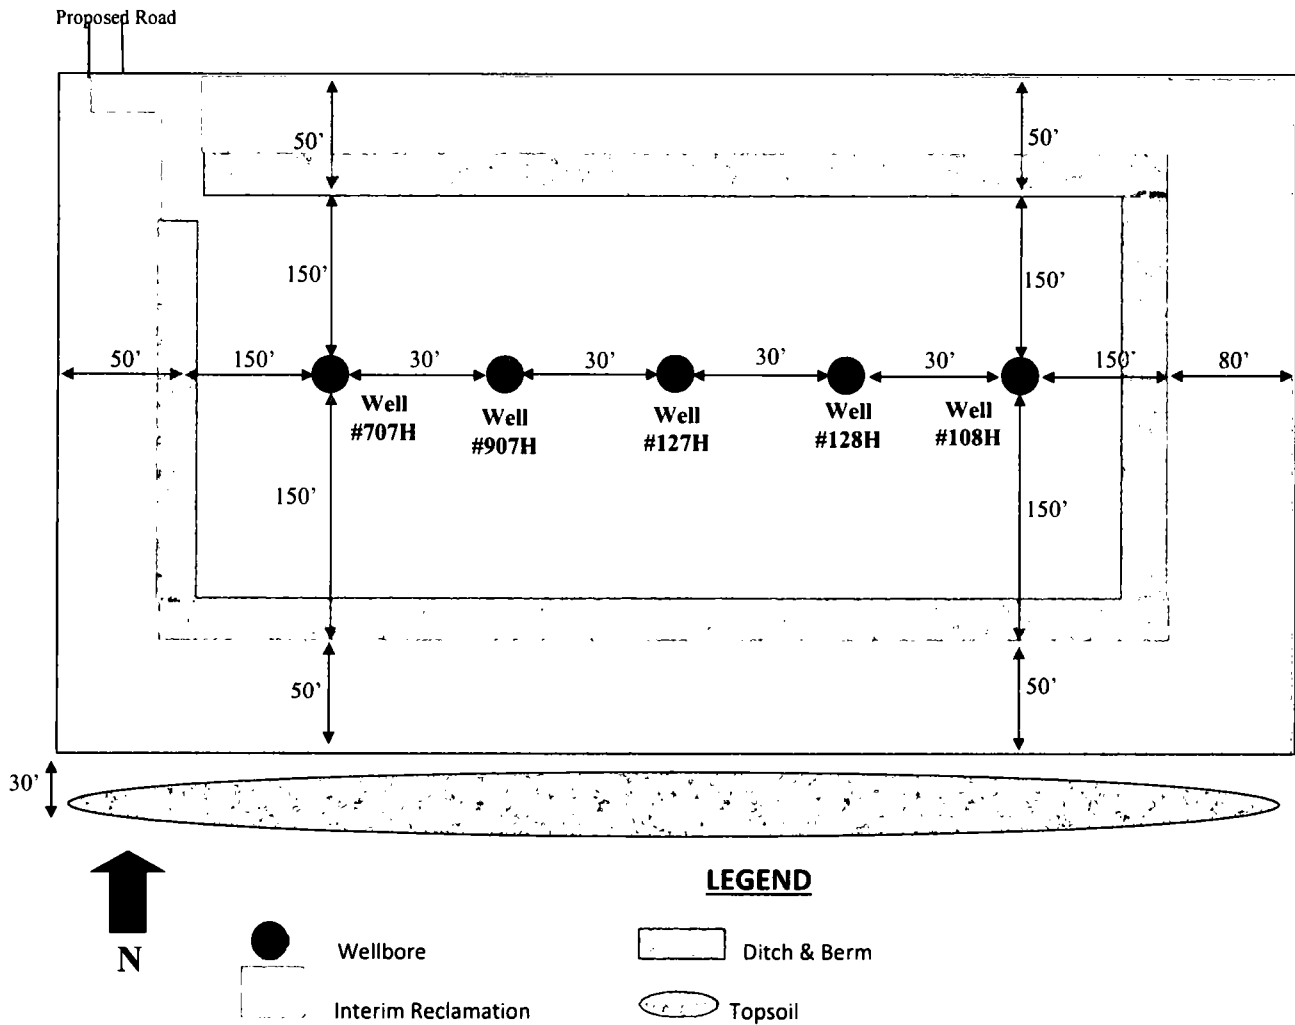 Proposed Road
50’
50’
150’
150’
50’
150’
30’
30’
30’
30’
150’
80’
Well
#707H
Well
#907H
Well
#127H
Well
#128H
Well
#108H
150’
150’
50’
50’
30’
N
LEGEND
Wellbore
Ditch & Berm
Interim Reclamation
Topsoil